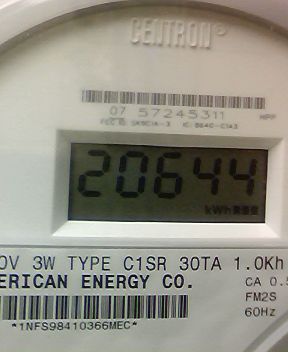 CENTRON®
07 57245311
HPP
20644
kWh
0V 3W TYPE C1SR 30TA 1.0Kh
ERICAN ENERGY CO.
CA 0.5
FM2S
*1NFS98410366MEC*
60Hz